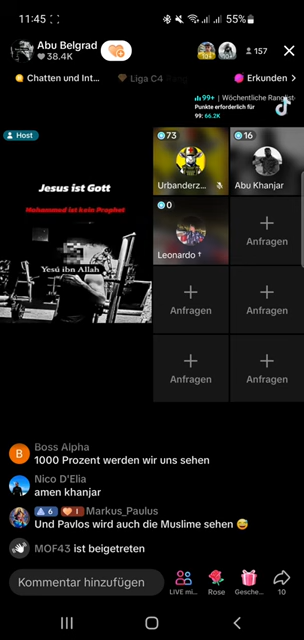 11:45
55%
Abu Belgrad
38.4K
157
Chatten und Int...
Liga C4
Erkunden >
99+ | Wöchentliche Ranglist
Punkte erforderlich für
99: 66.2K
Host
Jesus ist Gott
Mohammed ist kein Prophet
Yesú ibn Allah
73
Urbanderz...
16
Abu Khanjar
0
Leonardo †
Anfragen
Anfragen
Anfragen
Anfragen
Anfragen
Anfragen
Boss Alpha
1000 Prozent werden wir uns sehen
Nico D'Elia
amen khanjar
6 1 Markus_Paulus
Und Pavlos wird auch die Muslime sehen 😅
MOF43 ist beigetreten
Kommentar hinzufügen
LIVE mi...
Rose
Gesche...
10